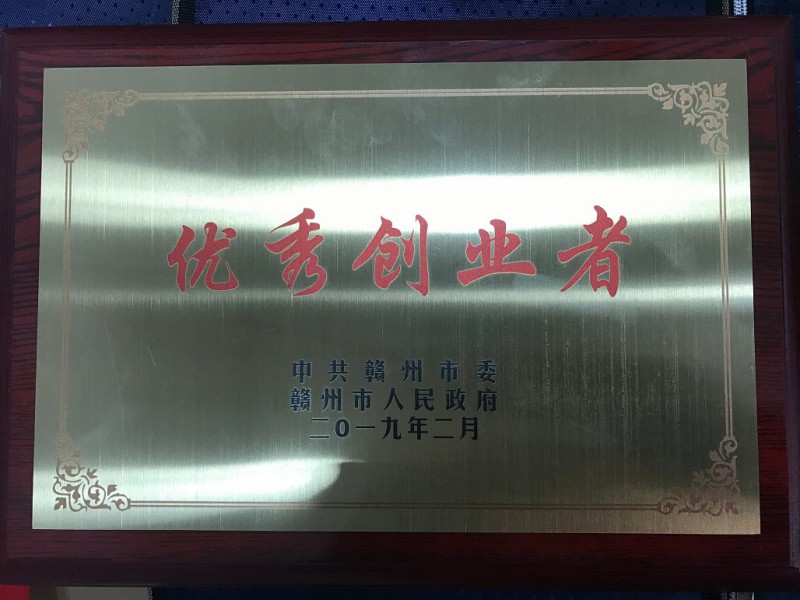 优秀创业者
中共赣州市委
赣州市人民政府
二0一九年二月